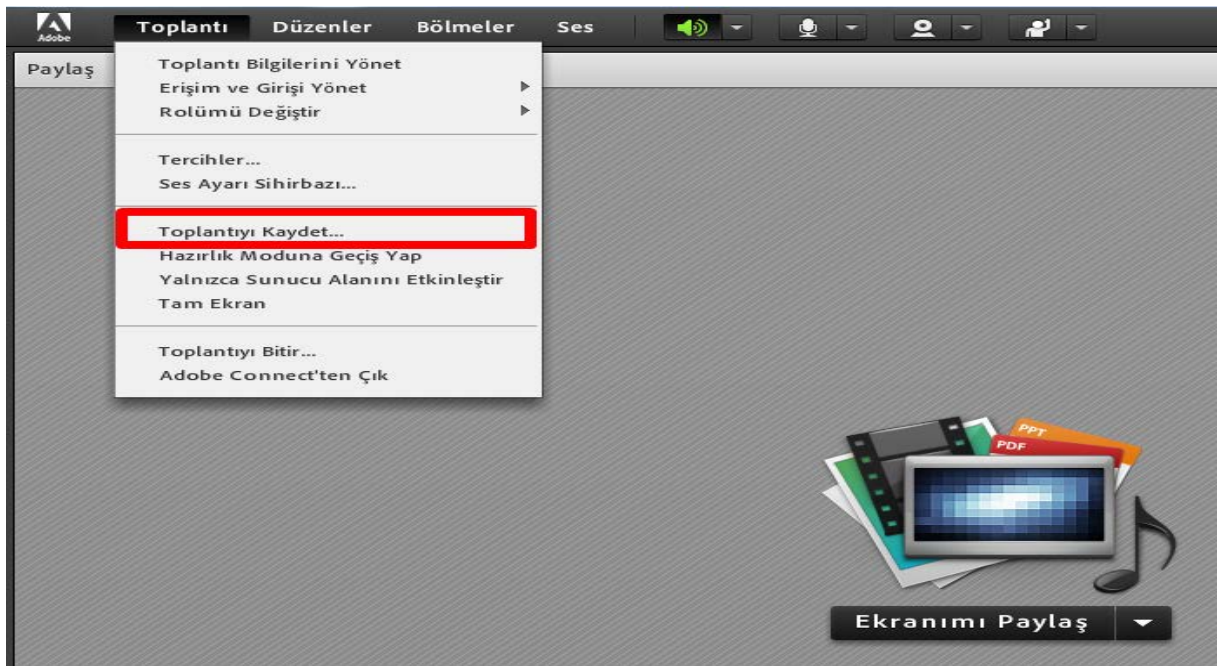 Adobe
Toplantı Düzenler Bölmeler Ses
Paylaş
Toplantı Bilgilerini Yönet
Erişim ve Girişi Yönet
Rolümü Değiştir
Tercihler...
Ses Ayarı Sihirbazı...
Toplantıyı Kaydet...
Hazırlık Moduna Geçiş Yap
Yalnızca Sunucu Alanını Etkinleştir
Tam Ekran
Toplantıyı Bitir...
Adobe Connect'ten Çık
PPT
PDF
Ekranımı Paylaş